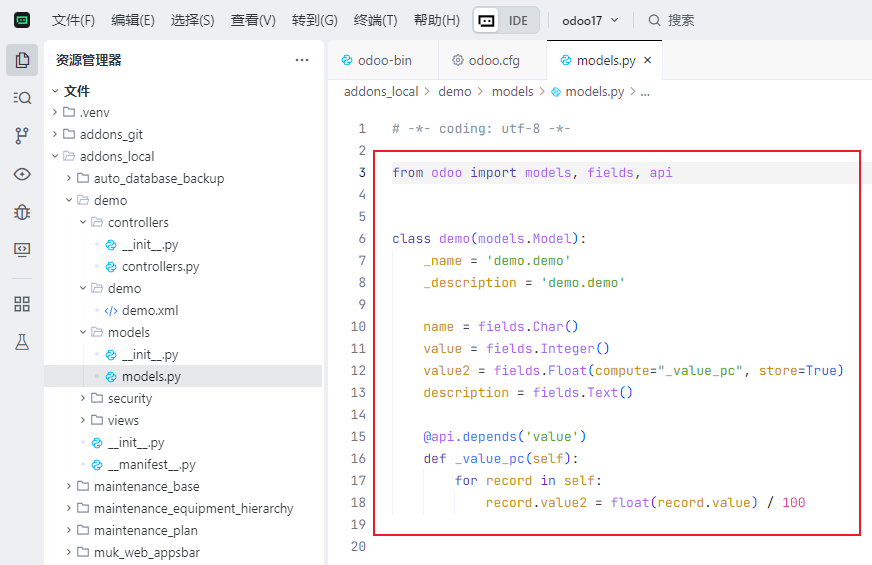 文件(F) 编辑(E) 选择(S) 查看(V) 转到(G) 终端(T) 帮助(H) IDE odoo17 搜索
资源管理器 ...
文件
.venv
addons_git
addons_local
auto_database_backup
demo
controllers
__init__.py
controllers.py
demo
demo.xml
models
__init__.py
models.py
security
views
__init__.py
__manifest__.py
maintenance_base
maintenance_equipment_hierarchy
maintenance_plan
muk_web_appsbar
odoo-bin odoo.cfg models.py ×
addons_local > demo > models > models.py > ...
1 # -*- coding: utf-8 -*-
2
3 from odoo import models, fields, api
4
5
6 class demo(models.Model):
7 _name = 'demo.demo'
8 _description = 'demo.demo'
9
10 name = fields.Char()
11 value = fields.Integer()
12 value2 = fields.Float(compute="_value_pc", store=True)
13 description = fields.Text()
14
15 @api.depends('value')
16 def _value_pc(self):
17 for record in self:
18 record.value2 = float(record.value) / 100
19
20